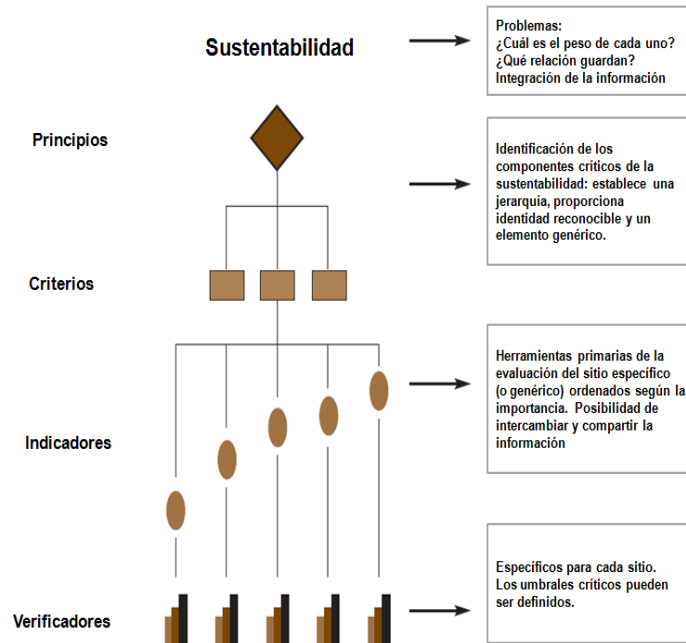 Sustentabilidad
Problemas:
¿Cuál es el peso de cada uno?
¿Qué relación guardan?
Integración de la información
Principios
Identificación de los
componentes críticos de la
sustentabilidad: establece una
jerarquía, proporciona
identidad reconocible y un
elemento genérico.
Criterios
Herramientas primarias de la
evaluación del sitio específico
(o genérico) ordenados según la
importancia. Posibilidad de
intercambiar y compartir la
información
Indicadores
Específicos para cada sitio.
Los umbrales críticos pueden
ser definidos.
Verificadores